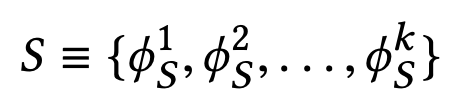 S ≡ {ϕ_S^1, ϕ_S^2, . . . , ϕ_S^k}